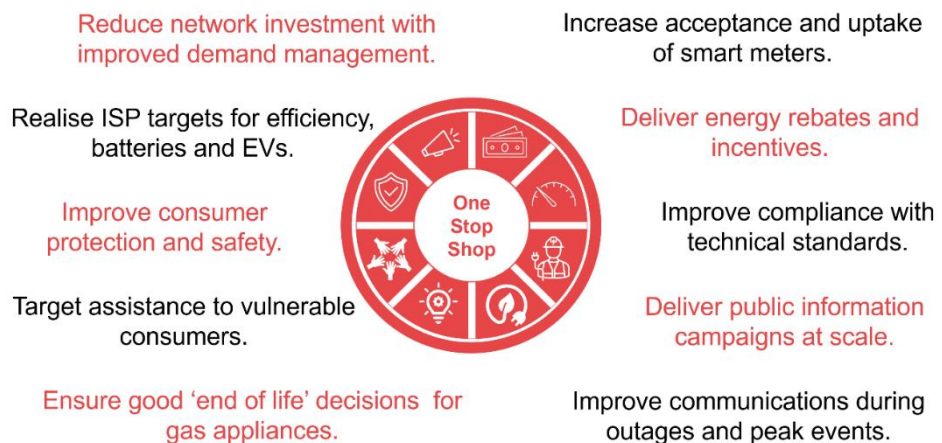 Reduce network investment with
improved demand management.
Realise ISP targets for efficiency,
batteries and EVs.
Improve consumer
protection and safety.
Target assistance to vulnerable
consumers.
Ensure good ‘end of life’ decisions for
gas appliances.
One
Stop
Shop
Increase acceptance and uptake
of smart meters.
Deliver energy rebates and
incentives.
Improve compliance with
technical standards.
Deliver public information
campaigns at scale.
Improve communications during
outages and peak events.